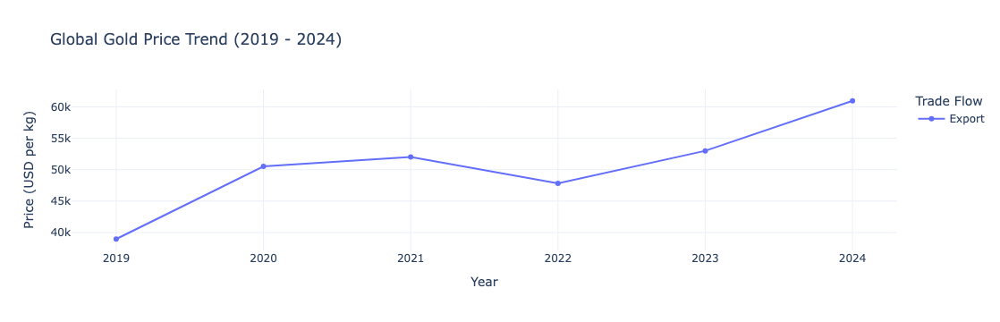 Global Gold Price Trend (2019 - 2024)
Trade Flow
Export
Price (USD per kg)
60k
55k
50k
45k
40k
2019 2020 2021 2022 2023 2024
Year